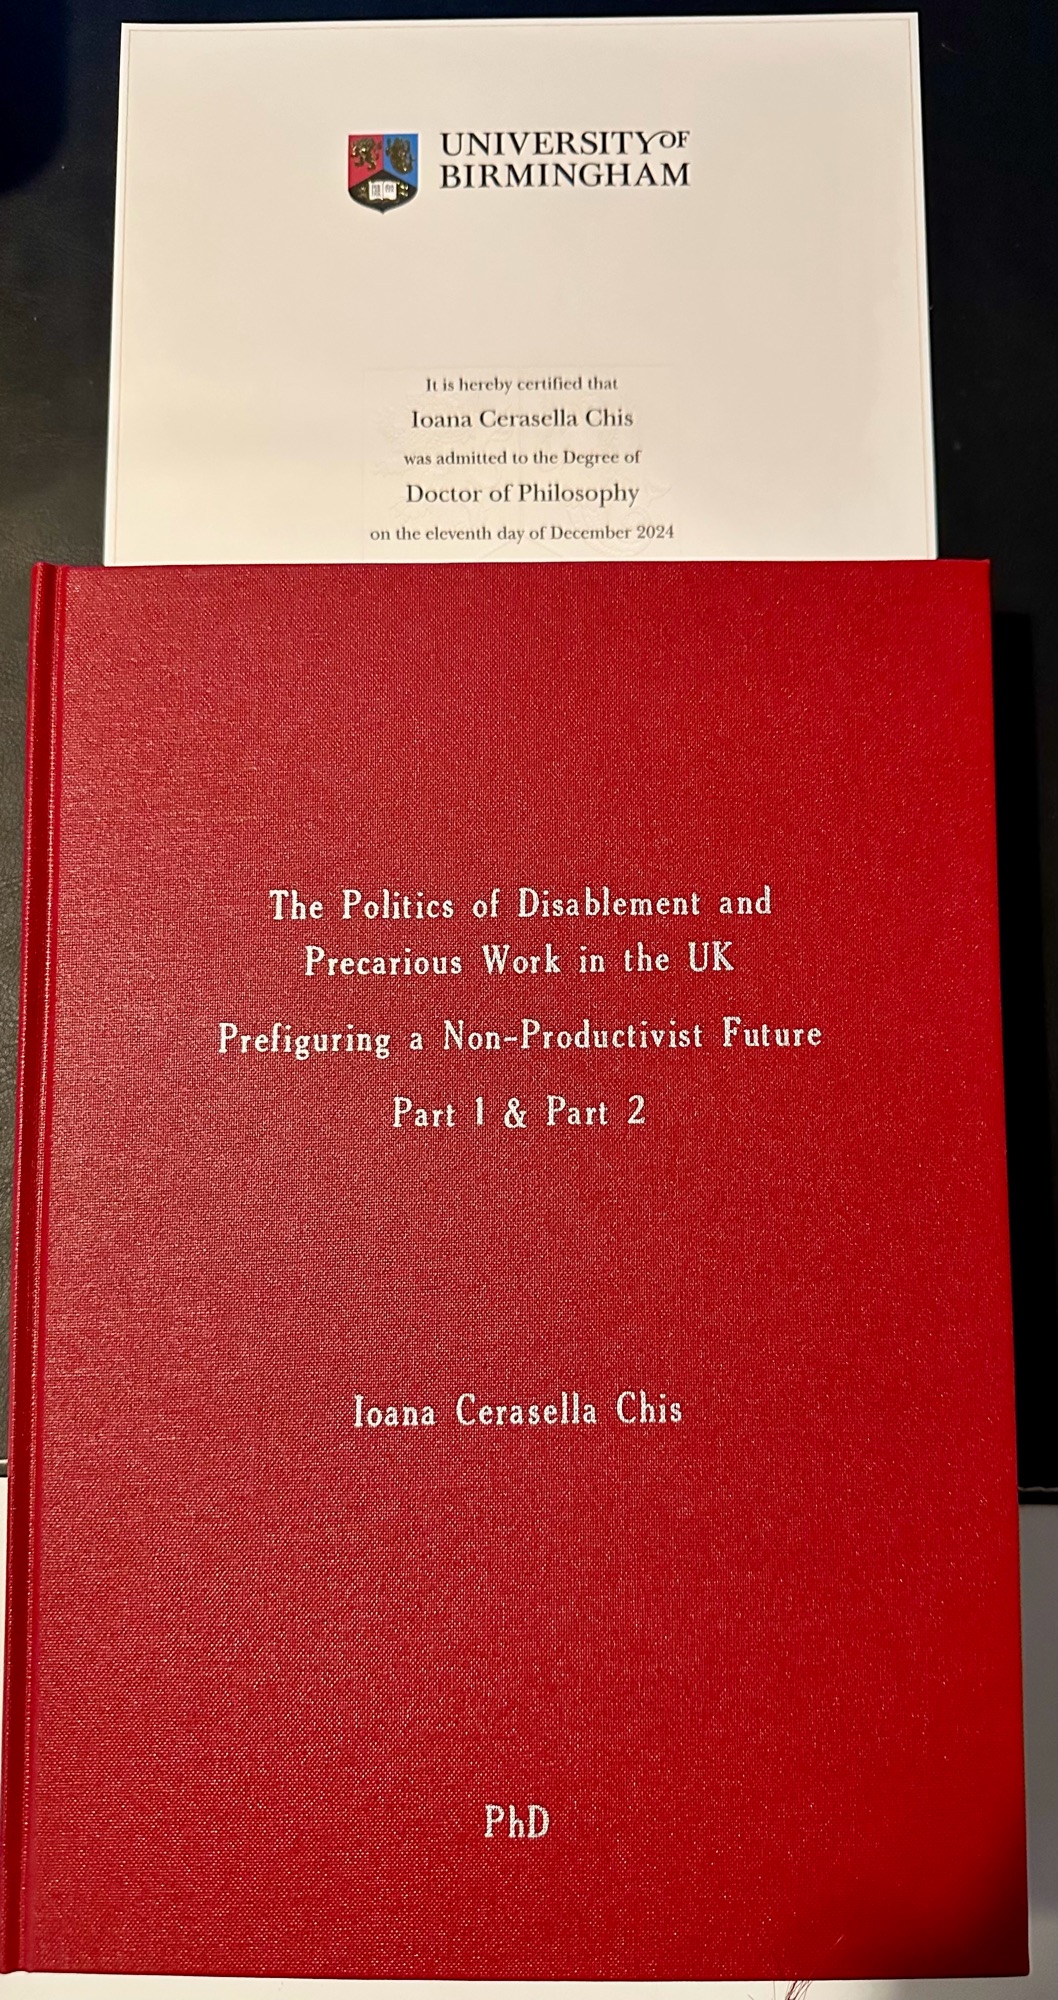 UNIVERSITY OF
BIRMINGHAM
It is hereby certified that
Ioana Cerasella Chis
was admitted to the Degree of
Doctor of Philosophy
on the eleventh day of December 2024
The Politics of Disablement and
Precarious Work in the UK
Prefiguring a Non-Productivist Future
Part 1 & Part 2
Ioana Cerasella Chis
PhD